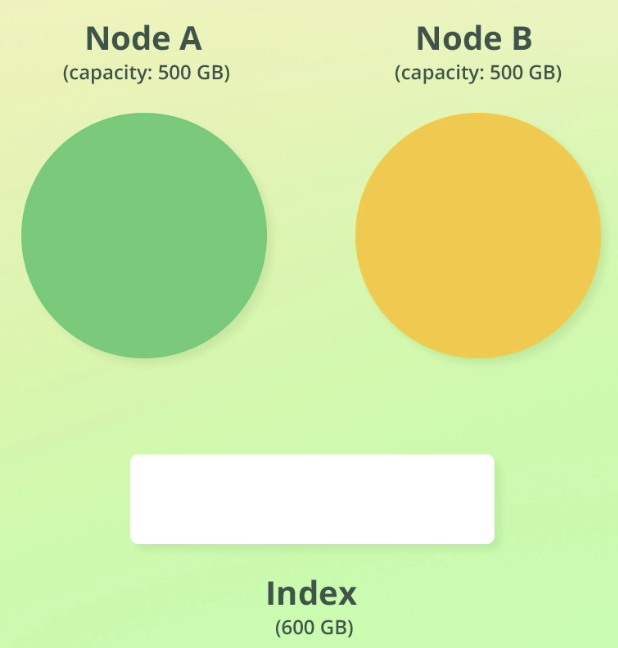 Node A
(capacity: 500 GB)
Node B
(capacity: 500 GB)
Index
(600 GB)